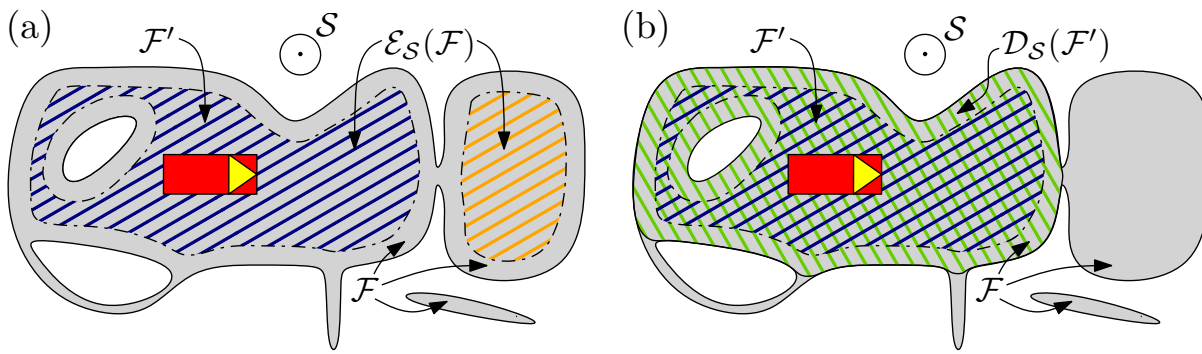 (a)
𝓕′
𝓢
𝓔_𝓢(𝓕)
𝓕
(b)
𝓕′
𝓢
𝓓_𝓢(𝓕′)
𝓕